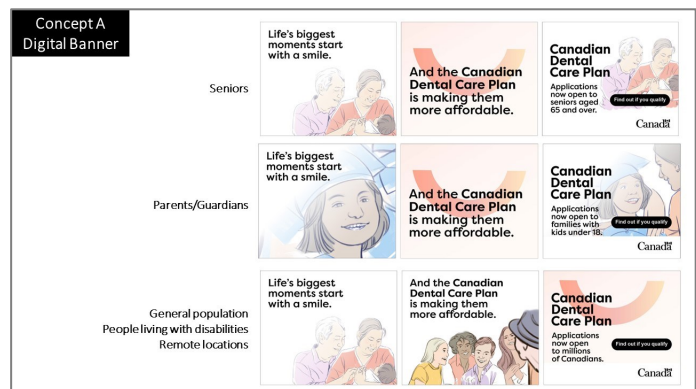 Concept A
Digital Banner
Seniors
Life's biggest
moments start
with a smile.
And the Canadian
Dental Care Plan
is making them
more affordable.
Canadian
Dental
Care Plan
Applications
now open to
seniors aged
65 and over.
Find out if you qualify
Canada
Parents/Guardians
Life's biggest
moments start
with a smile.
And the Canadian
Dental Care Plan
is making them
more affordable.
Canadian
Dental
Care Plan
Applications
now open to
families with
kids under 18.
Find out if you qualify
Canada
General population
People living with disabilities
Remote locations
Life's biggest
moments start
with a smile.
And the Canadian
Dental Care Plan
is making them
more affordable.
Canadian
Dental
Care Plan
Applications
now open
to millions
of Canadians.
Find out if you qualify
Canada